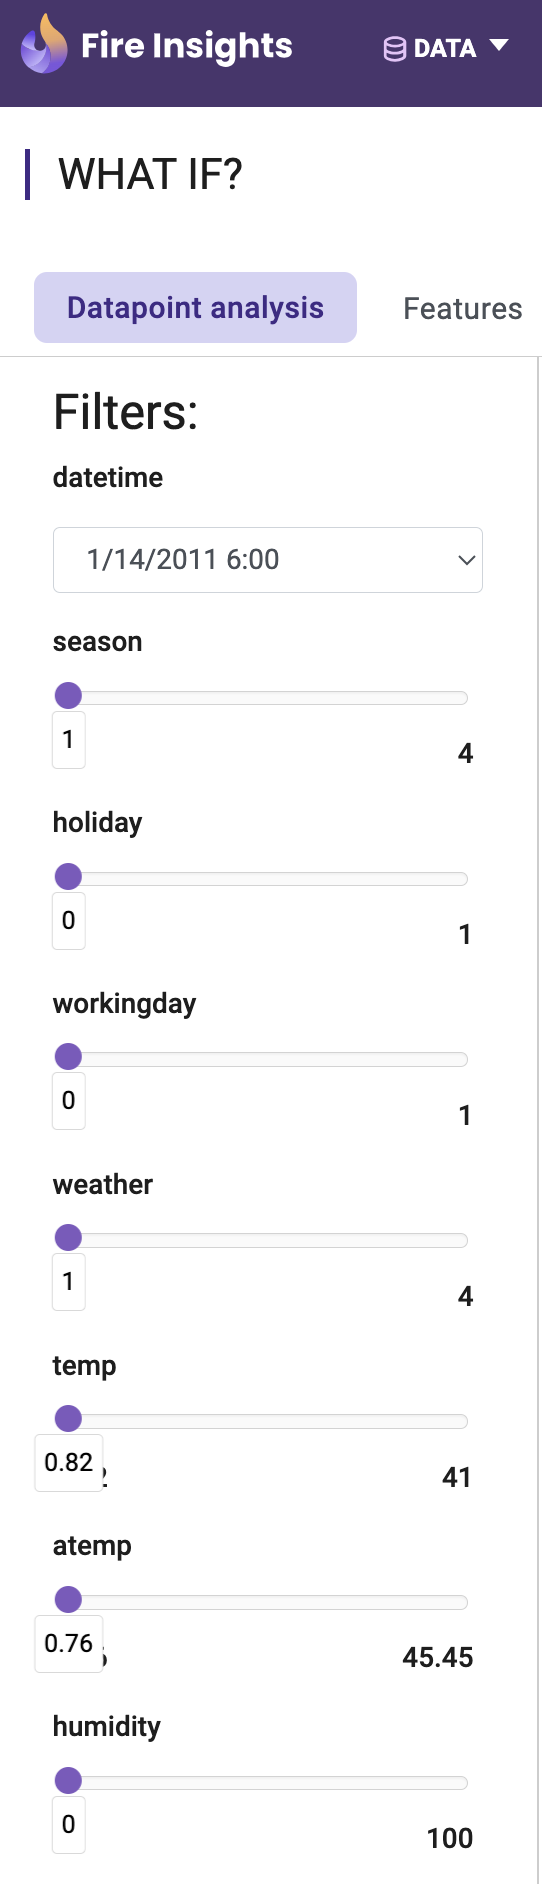 Fire Insights DATA
WHAT IF?
Datapoint analysis Features
Filters:
datetime
1/14/2011 6:00
season
1 4
holiday
0 1
workingday
0 1
weather
1 4
temp
0.82 41
atemp
0.76 45.45
humidity
0 100